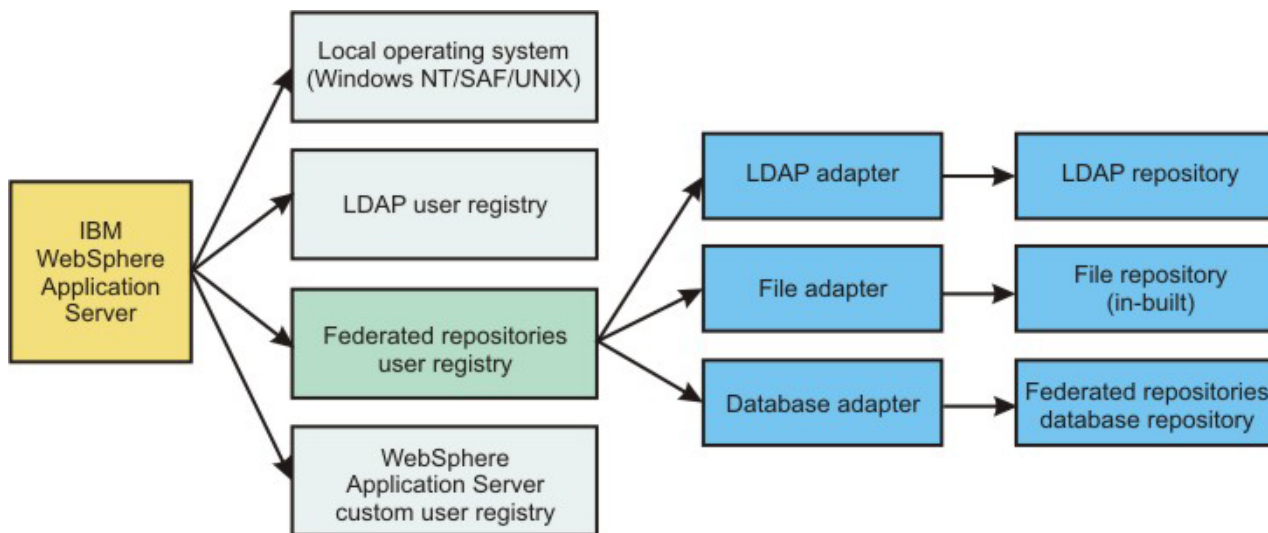 Local operating system
(Windows NT/SAF/UNIX)
LDAP user registry
IBM
WebSphere
Application
Server
Federated repositories
user registry
WebSphere
Application Server
custom user registry
LDAP adapter
LDAP repository
File adapter
File repository
(in-built)
Database adapter
Federated repositories
database repository